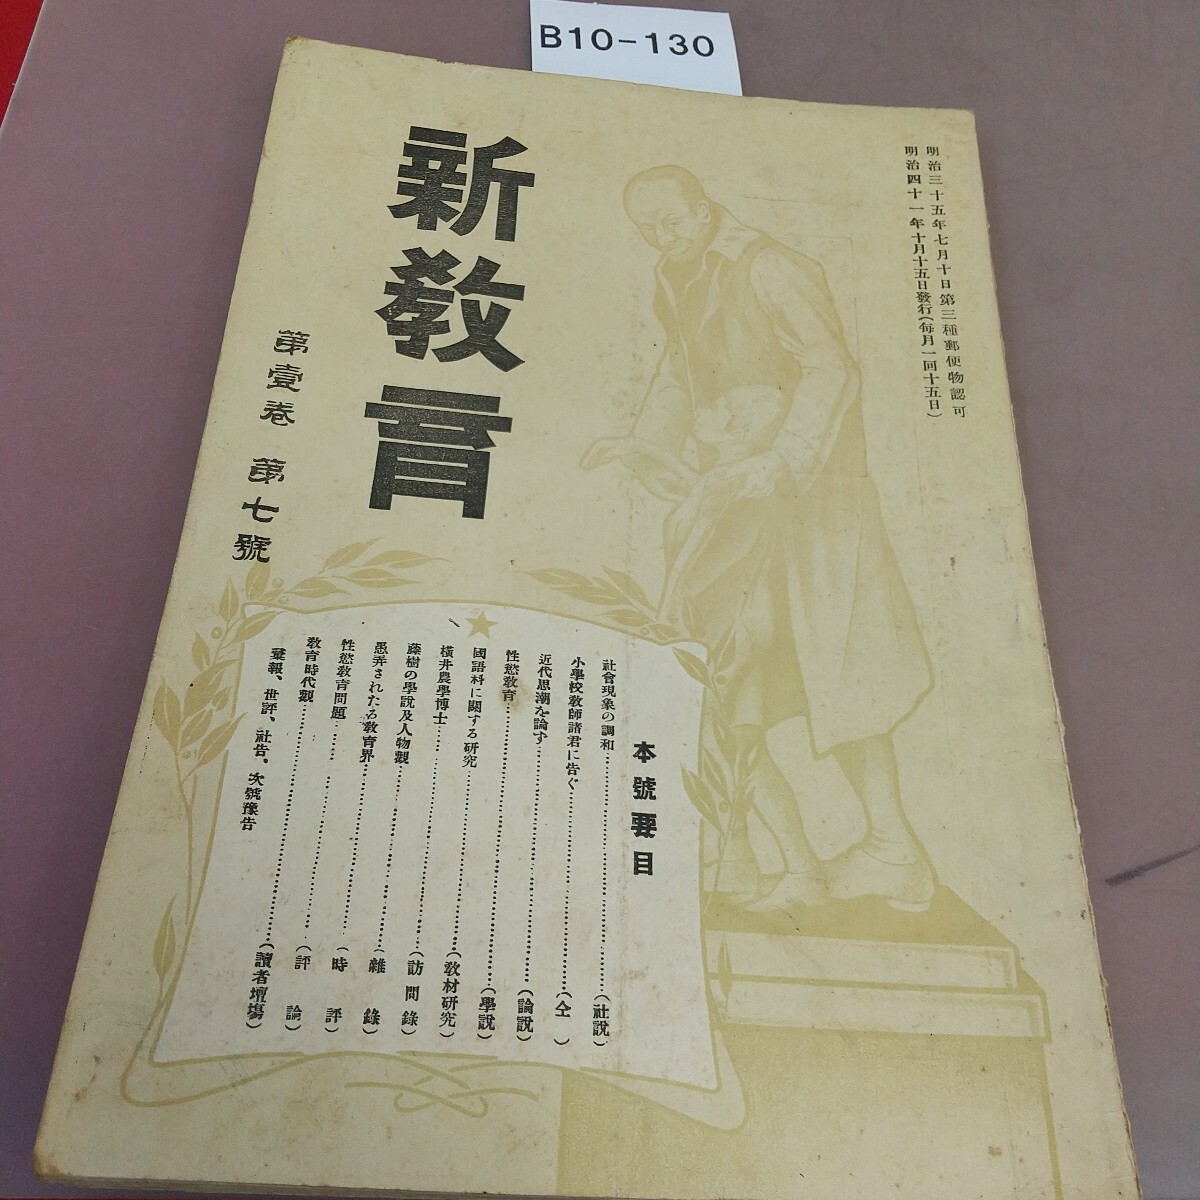 B10-130
明治三十五年七月十日第三種郵便物認可
明治四十一年十月十五日發行(每月一回十五日)
新教育
第壹卷 第七號
本號要目
社會現象の調和……(社説)
小學校教師諸君に告ぐ……(仝)
近代思潮を論す……(論説)
性慾教育……(學説)
國語科に關する研究……(教材研究)
橫井農學博士……(訪問錄)
藤樹の學説及人物觀……(雜錄)
愚弄されたる教育界……(時評)
性慾教育問題……(評論)
教育時代觀……(讀者壇塲)
彙報、世評、社告、次號豫告